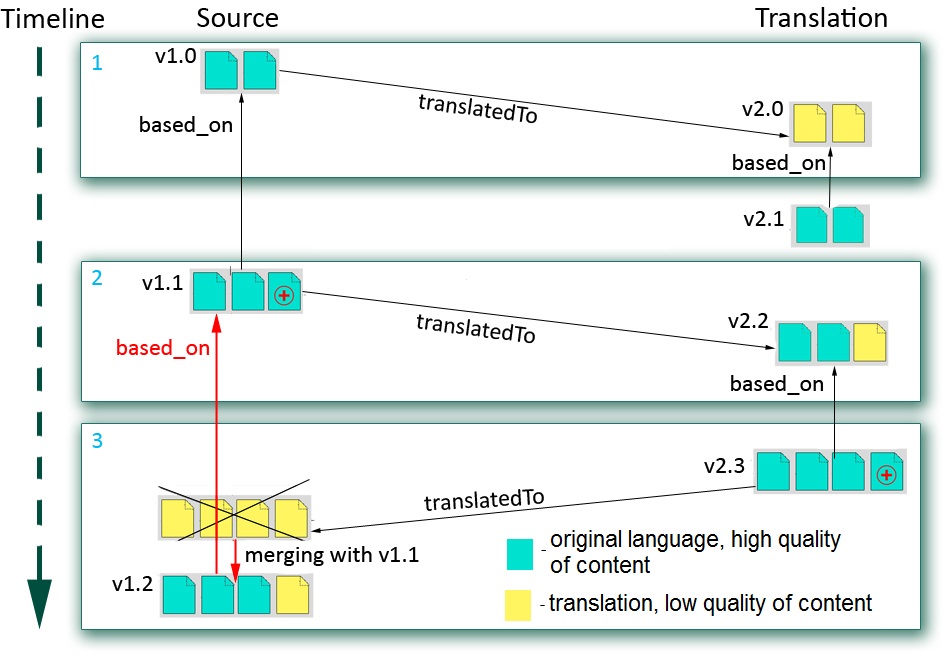 Timeline
Source
Translation
1
v1.0
translatedTo
v2.0
based_on
based_on
v2.1
2
v1.1
translatedTo
v2.2
based_on
based_on
3
v2.3
translatedTo
merging with v1.1
v1.2
- original language, high quality
of content
- translation, low quality of content